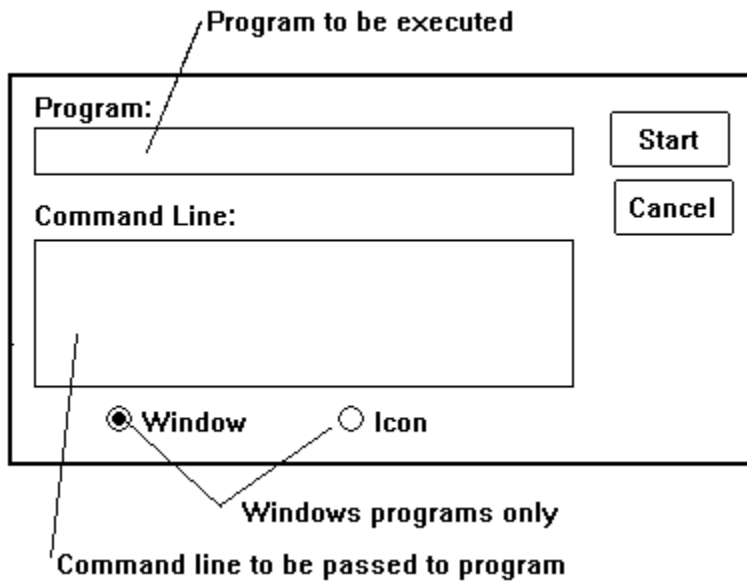 Program to be executed
Program:
Start
Cancel
Command Line:
Window
Icon
Windows programs only
Command line to be passed to program